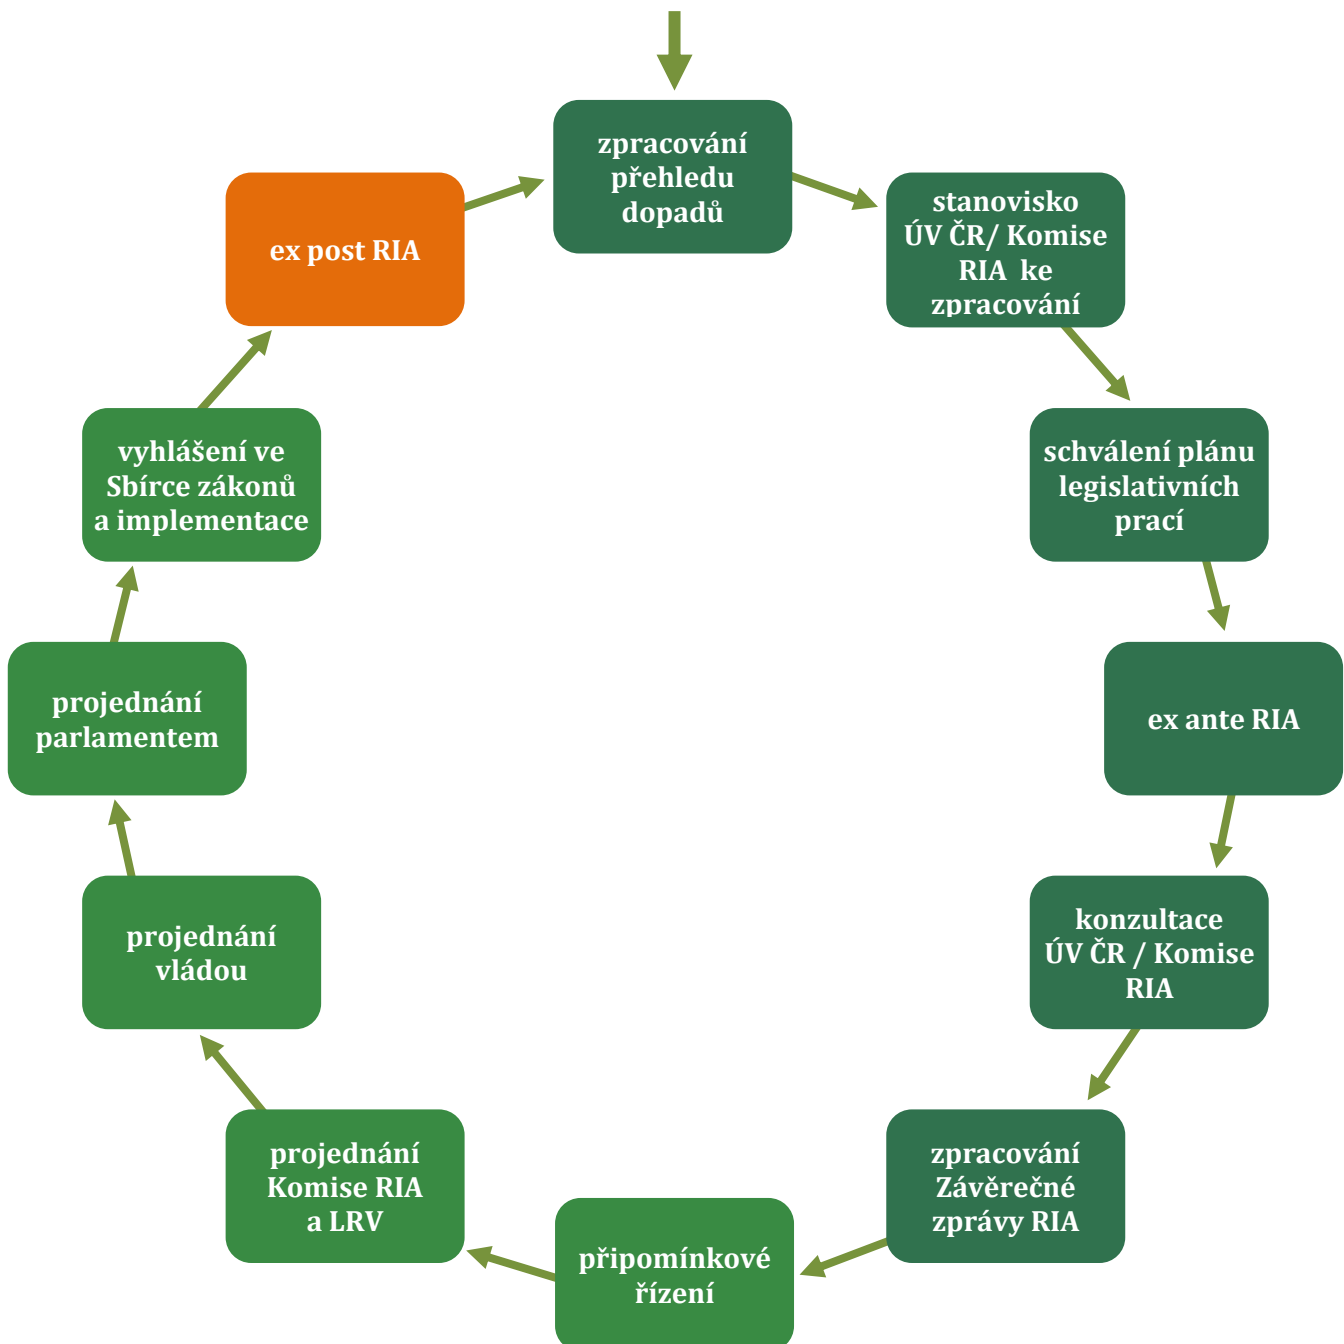 zpracování
přehledu
dopadů
stanovisko
ÚV ČR/ Komise
RIA ke
zpracování
schválení plánu
legislativních
prací
ex ante RIA
konzultace
ÚV ČR / Komise
RIA
zpracování
Závěrečné
zprávy RIA
připomínkové
řízení
projednání
Komise RIA
a LRV
projednání
vládou
projednání
parlamentem
vyhlášení ve
Sbírce zákonů
a implementace
ex post RIA